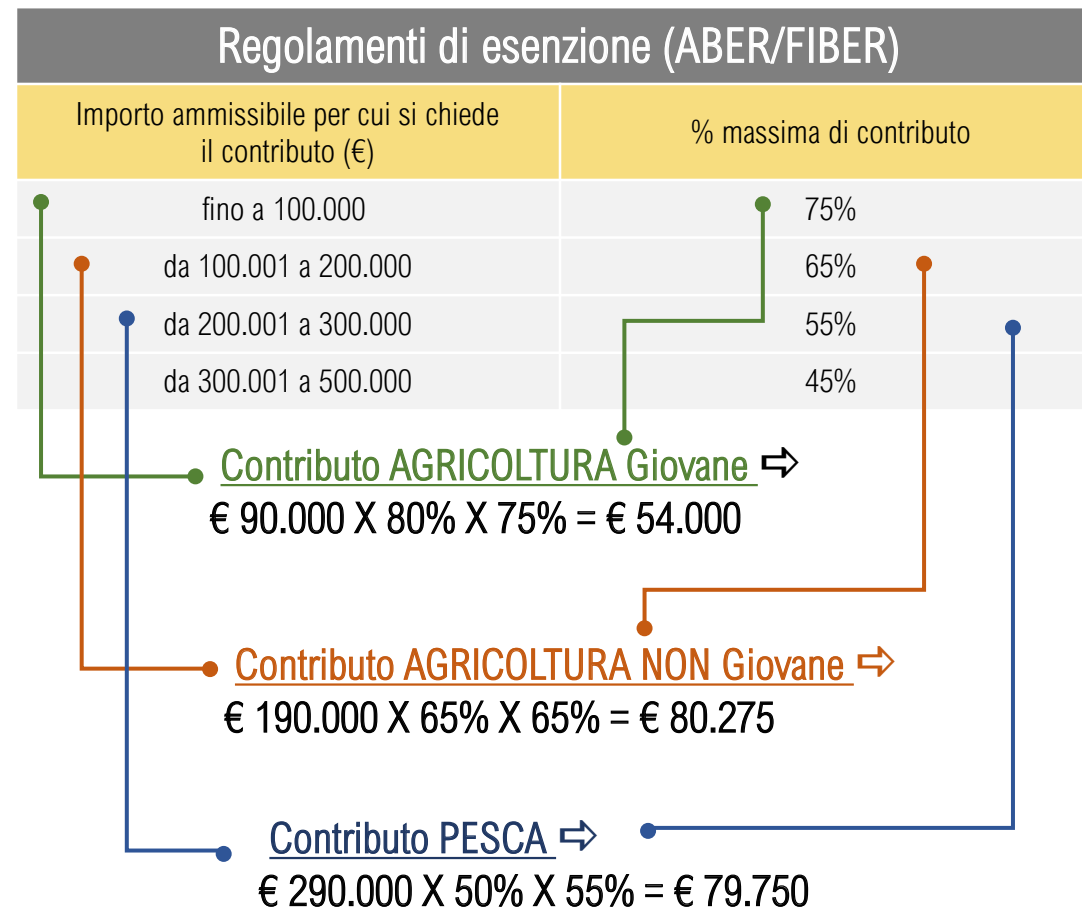 Regolamenti di esenzione (ABER/FIBER)
Importo ammissibile per cui si chiede
il contributo (€)
% massima di contributo
fino a 100.000
75%
da 100.001 a 200.000
65%
da 200.001 a 300.000
55%
da 300.001 a 500.000
45%
Contributo AGRICOLTURA Giovane ⇨
€ 90.000 X 80% X 75% = € 54.000
Contributo AGRICOLTURA NON Giovane ⇨
€ 190.000 X 65% X 65% = € 80.275
Contributo PESCA ⇨
€ 290.000 X 50% X 55% = € 79.750